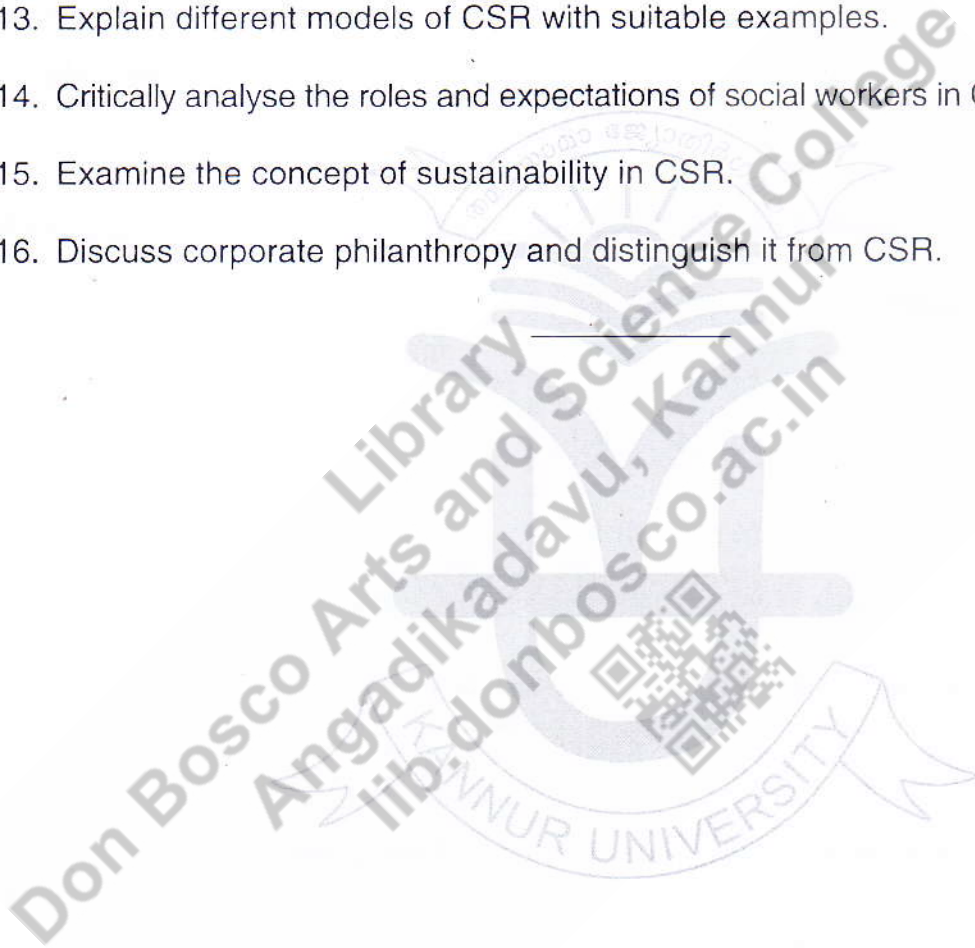 13. Explain different models of CSR with suitable examples.
14. Critically analyse the roles and expectations of social workers in
15. Examine the concept of sustainability in CSR.
16. Discuss corporate philanthropy and distinguish it from CSR.
Library
Don Bosco Arts and Science College
Angadikadavu, Kannur
lib.donbosco.ac.in
KANNUR UNIVERSITY